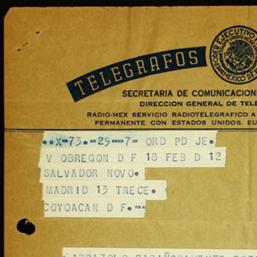 TELEGRAFOS
SECRETARIA DE COMUNICACION
DIRECCION GENERAL DE TELE
RADIO-MEX SERVICIO RADIOTELEGRAFICO A
PERMANENTE CON ESTADOS UNIDOS, EU
X-73.-29-7- ORD PD JE.
V OBREGON D F 18 FEB D 12
SALVADOR NOVO.
MADRID 13 TRECE.
COYOACAN D F.-